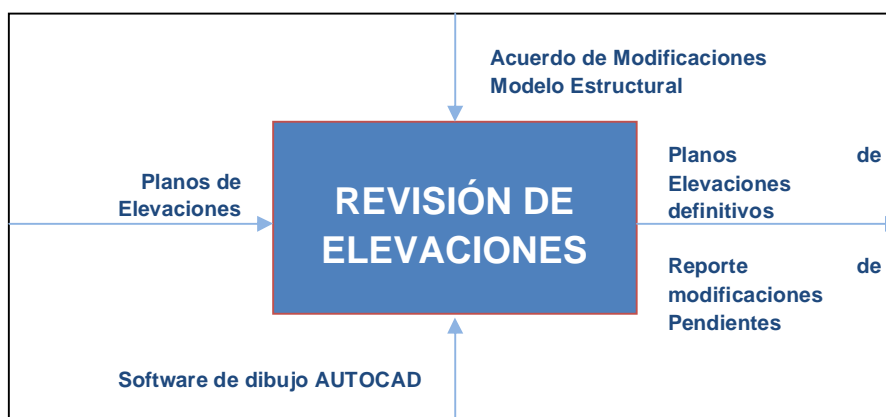 Acuerdo de Modificaciones
Modelo Estructural
Planos de
Elevaciones
REVISIÓN DE
ELEVACIONES
Planos de
Elevaciones
definitivos
Reporte de
modificaciones
Pendientes
Software de dibujo AUTOCAD